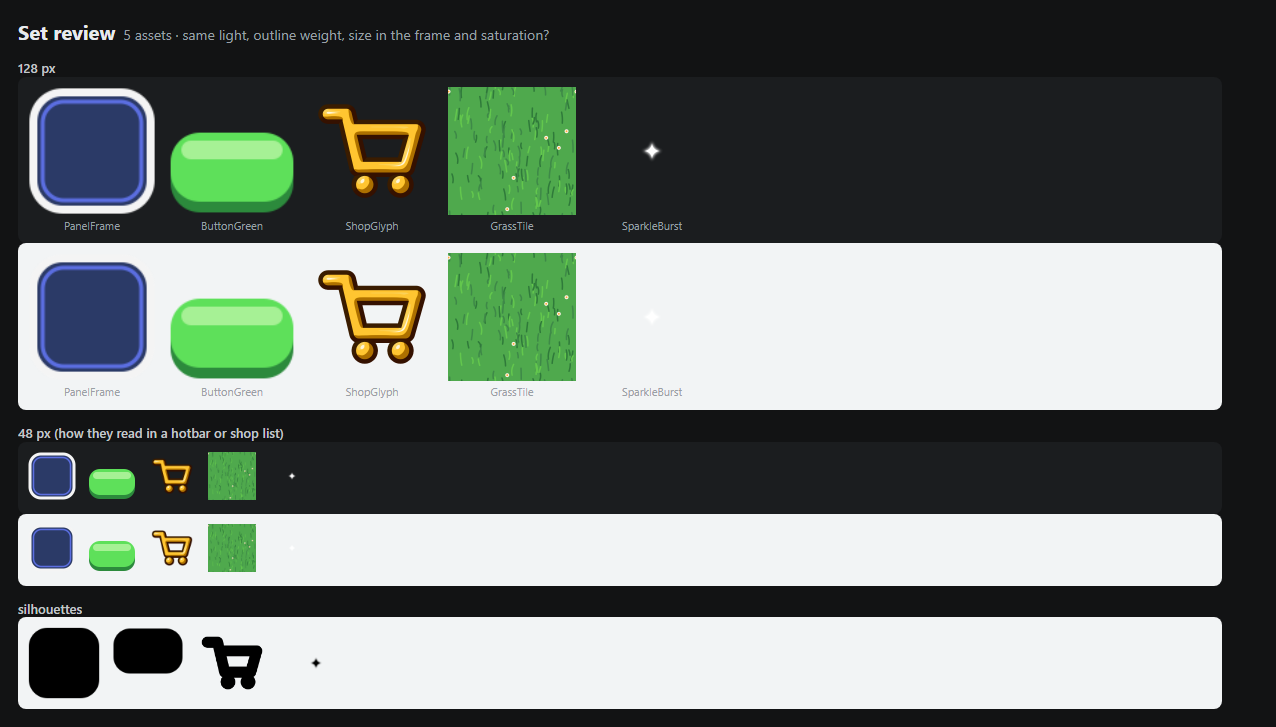 Set review 5 assets · same light, outline weight, size in the frame and saturation?
128 px
PanelFrame ButtonGreen ShopGlyph GrassTile SparkleBurst
PanelFrame ButtonGreen ShopGlyph GrassTile SparkleBurst
48 px (how they read in a hotbar or shop list)
silhouettes